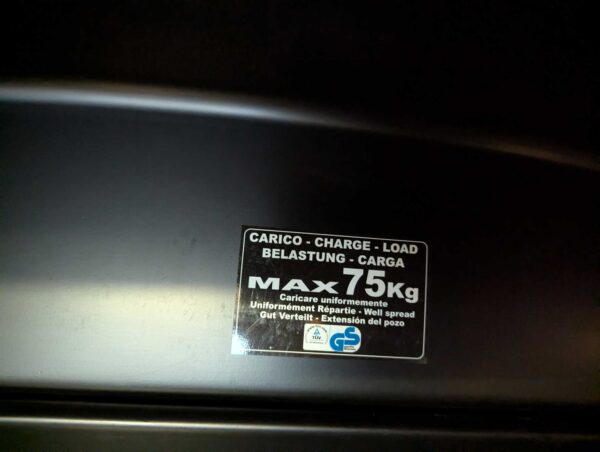 CARICO - CHARGE - LOAD
BELASTUNG - CARGA
MAX 75Kg
Caricare uniformemente
Uniformément Répartie - Well spread
Gut Verteilt - Extensión del pozo
TÜV GS